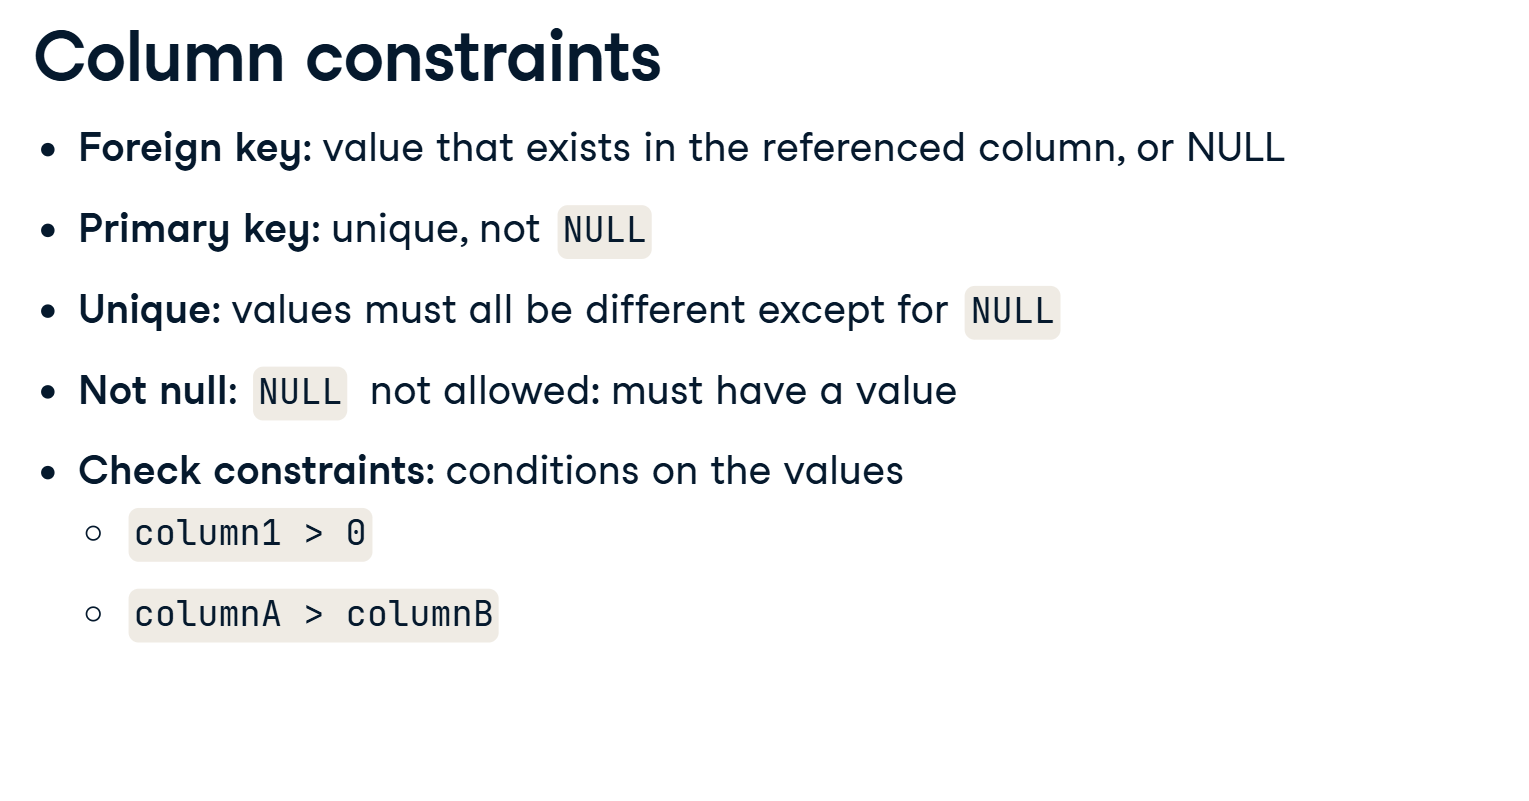 Column constraints
• Foreign key: value that exists in the referenced column, or NULL
• Primary key: unique, not NULL
• Unique: values must all be different except for NULL
• Not null: NULL not allowed: must have a value
• Check constraints: conditions on the values
○ column1 > 0
○ columnA > columnB